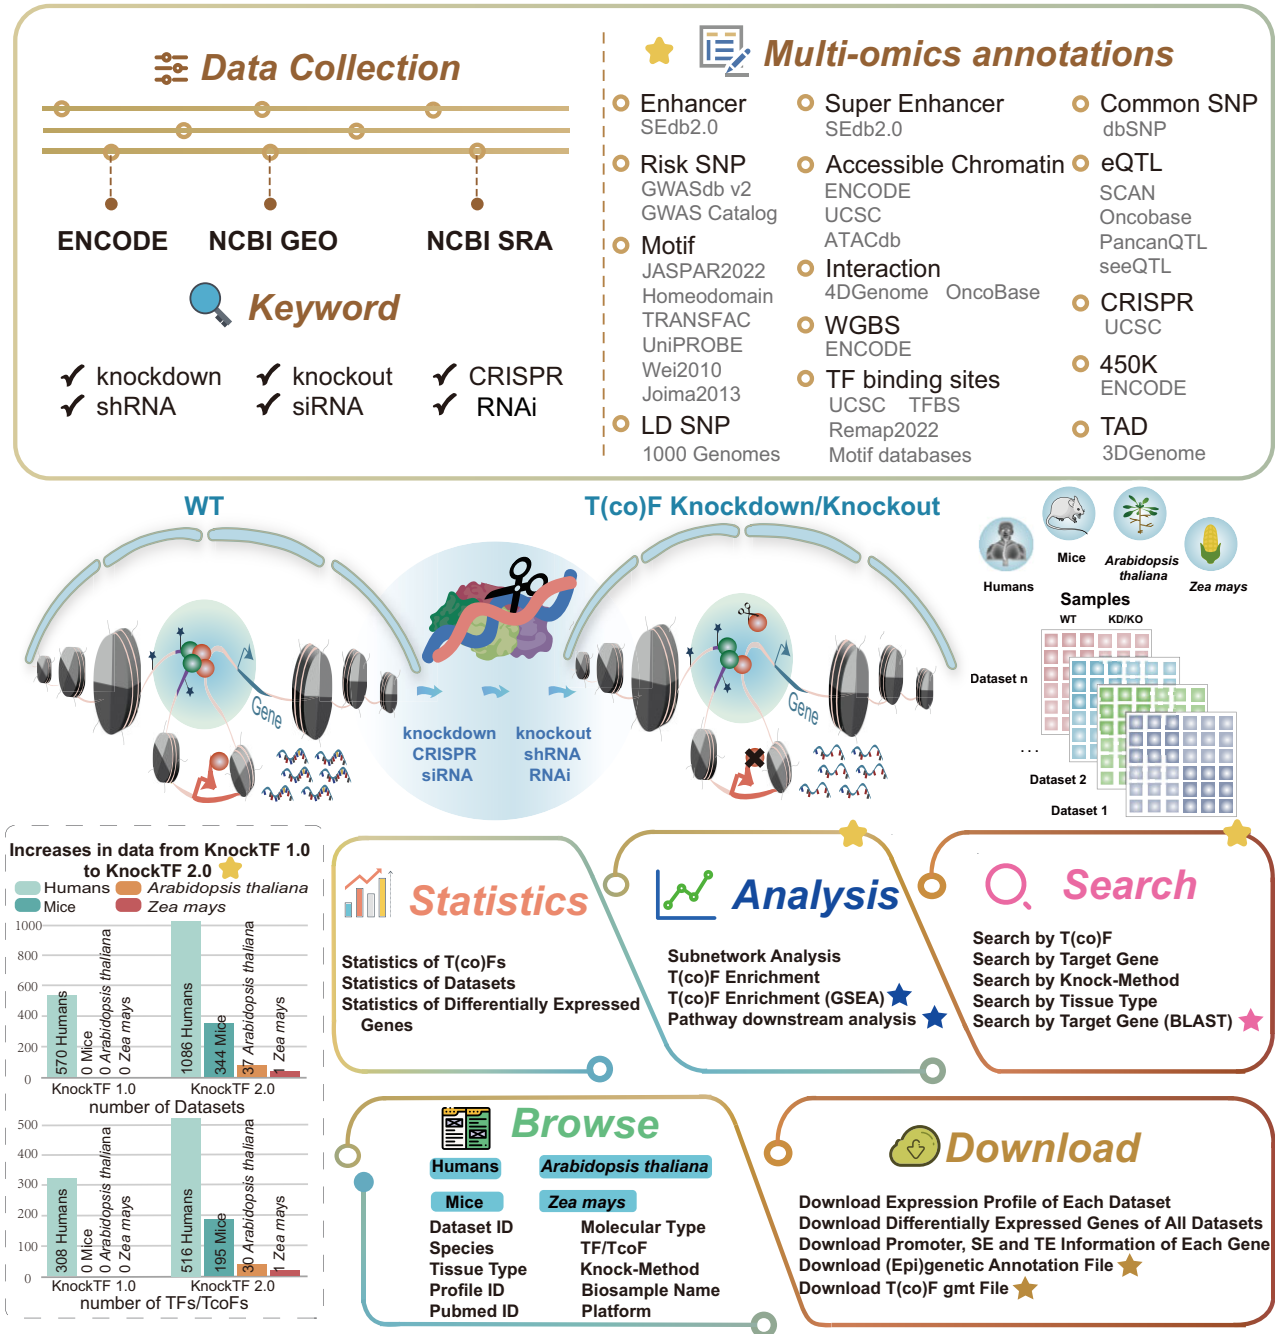 Data Collection
ENCODE
NCBI GEO
NCBI SRA
Keyword
knockdown
knockout
CRISPR
shRNA
siRNA
RNAi
Multi-omics annotations
Enhancer
SEdb2.0
Risk SNP
GWASdb v2
GWAS Catalog
Motif
JASPAR2022
Homeodomain
TRANSFAC
UniPROBE
Wei2010
Joima2013
LD SNP
1000 Genomes
Super Enhancer
SEdb2.0
Accessible Chromatin
ENCODE
UCSC
ATACdb
Interaction
4DGenome OncoBase
WGBS
ENCODE
TF binding sites
UCSC TFBS
Remap2022
Motif databases
Common SNP
dbSNP
eQTL
SCAN
Oncobase
PancanQTL
seeQTL
CRISPR
UCSC
450K
ENCODE
TAD
3DGenome
WT
Gene
knockdown
CRISPR
siRNA
knockout
shRNA
RNAi
T(co)F Knockdown/Knockout
Gene
Humans
Mice
Arabidopsis
thaliana
Zea mays
Samples
WT KD/KO
Dataset n
...
Dataset 2
Dataset 1
Increases in data from KnockTF 1.0
to KnockTF 2.0
Humans
Arabidopsis thaliana
Mice
Zea mays
1000
800
600
400
200
0
570 Humans
0 Mice
0 Arabidopsis thaliana
0 Zea mays
1086 Humans
344 Mice
37 Arabidopsis thaliana
1 Zea mays
KnockTF 1.0
KnockTF 2.0
number of Datasets
500
400
300
200
100
0
308 Humans
0 Mice
0 Arabidopsis thaliana
0 Zea mays
516 Humans
195 Mice
30 Arabidopsis thaliana
1 Zea mays
KnockTF 1.0
KnockTF 2.0
number of TFs/TcoFs
Statistics
Statistics of T(co)Fs
Statistics of Datasets
Statistics of Differentially Expressed
Genes
Analysis
Subnetwork Analysis
T(co)F Enrichment
T(co)F Enrichment (GSEA)
Pathway downstream analysis
Search
Search by T(co)F
Search by Target Gene
Search by Knock-Method
Search by Tissue Type
Search by Target Gene (BLAST)
Browse
Humans
Arabidopsis thaliana
Mice
Zea mays
Dataset ID
Species
Tissue Type
Profile ID
Pubmed ID
Molecular Type
TF/TcoF
Knock-Method
Biosample Name
Platform
Download
Download Expression Profile of Each Dataset
Download Differentially Expressed Genes of All Datasets
Download Promoter, SE and TE Information of Each Gene
Download (Epi)genetic Annotation File
Download T(co)F gmt File